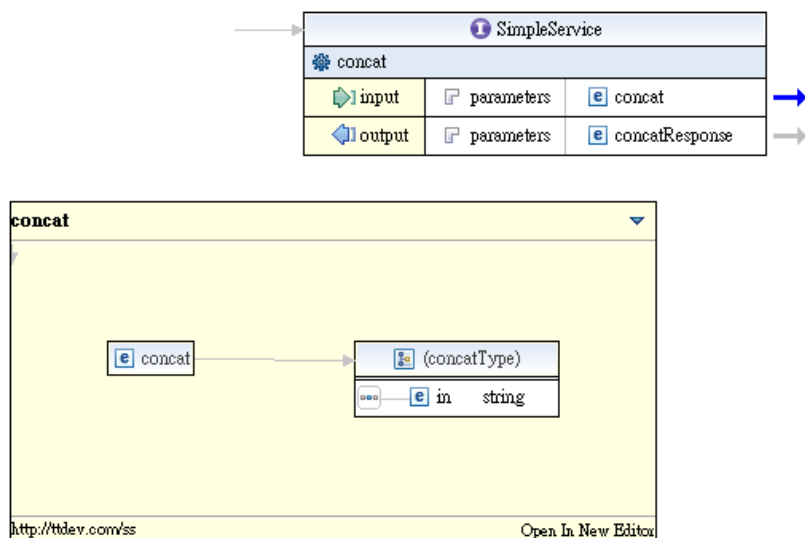 SimpleService
concat
input parameters e concat
output parameters e concatResponse
concat
e concat
(concatType)
e in string
http://ttdev.com/ss Open In New Editor